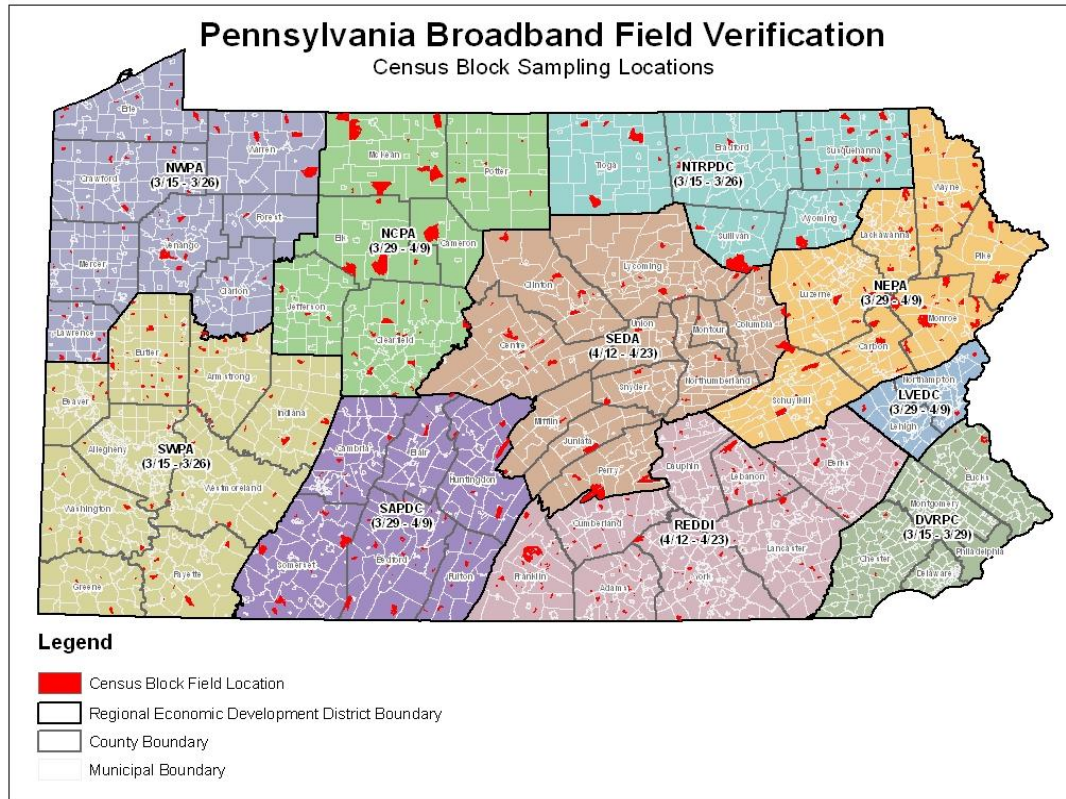 Pennsylvania Broadband Field Verification
Census Block Sampling Locations
Erie
Warren
NWPA
(3/15 - 3/26)
Crawford
Forest
Venango
Mercer
Clarion
Lawrence
McKean
Potter
NCPA
(3/29 - 4/9)
Elk
Cameron
Jefferson
Clearfield
Tioga
Bradford
Susquehanna
NTRPDC
(3/15 - 3/26)
Wyoming
Sullivan
Wayne
Lackawanna
Pike
Luzerne
NEPA
(3/29 - 4/9)
Monroe
Carbon
Schuylkill
Lycoming
Clinton
Union
Montour
Columbia
Centre
SEDA
(4/12 - 4/23)
Snyder
Northumberland
Mifflin
Juniata
Perry
Northampton
LVEDC
(3/29 - 4/9)
Lehigh
Butler
Armstrong
Beaver
Indiana
Allegheny
SWPA
(3/15 - 3/26)
Westmoreland
Washington
Greene
Fayette
Cambria
Blair
Huntingdon
SAPDC
(3/29 - 4/9)
Somerset
Bedford
Fulton
Dauphin
Lebanon
Berks
Cumberland
REDDI
(4/12 - 4/23)
Lancaster
Franklin
Adams
York
Bucks
Montgomery
DVRPC
(3/15 - 3/29)
Chester
Philadelphia
Delaware
Legend
Census Block Field Location
Regional Economic Development District Boundary
County Boundary
Municipal Boundary